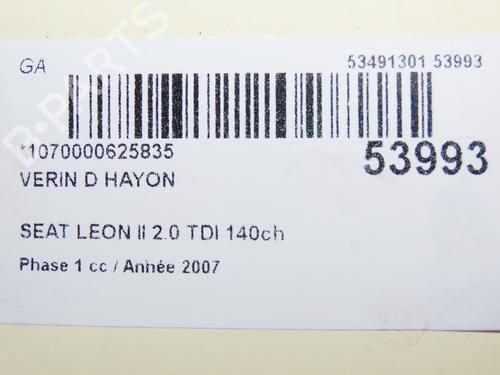 GA
53491301 53993
*1070000625835
53993
VERIN D HAYON
SEAT LEON II 2.0 TDI 140ch
Phase 1 cc / Année 2007
B-PARTS